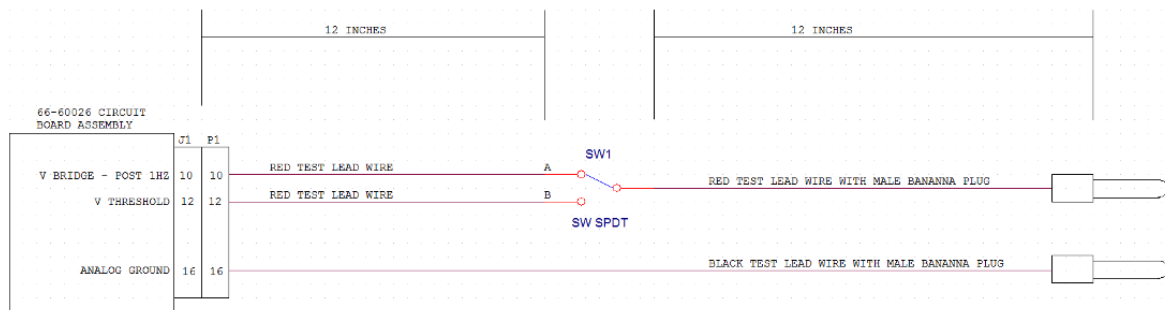 12 INCHES
12 INCHES
66-60026 CIRCUIT
BOARD ASSEMBLY
J1 P1
SW1
V BRIDGE - POST 1HZ 10 10 RED TEST LEAD WIRE A
RED TEST LEAD WIRE WITH MALE BANANNA PLUG
V THRESHOLD 12 12 RED TEST LEAD WIRE B
SW SPDT
ANALOG GROUND 16 16 BLACK TEST LEAD WIRE WITH MALE BANANNA PLUG